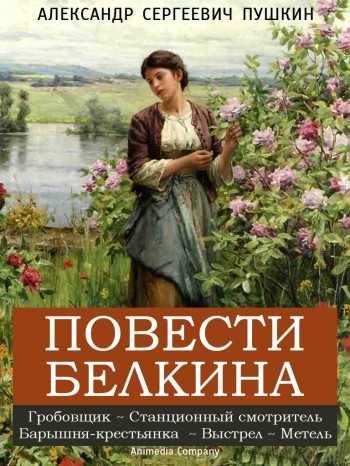 АЛЕКСАНДР СЕРГЕЕВИЧ ПУШКИН
ПОВЕСТИ
БЕЛКИНА
Гробовщик ~ Станционный смотритель
Барышня-крестьянка ~ Выстрел ~ Метель
Animedia Company